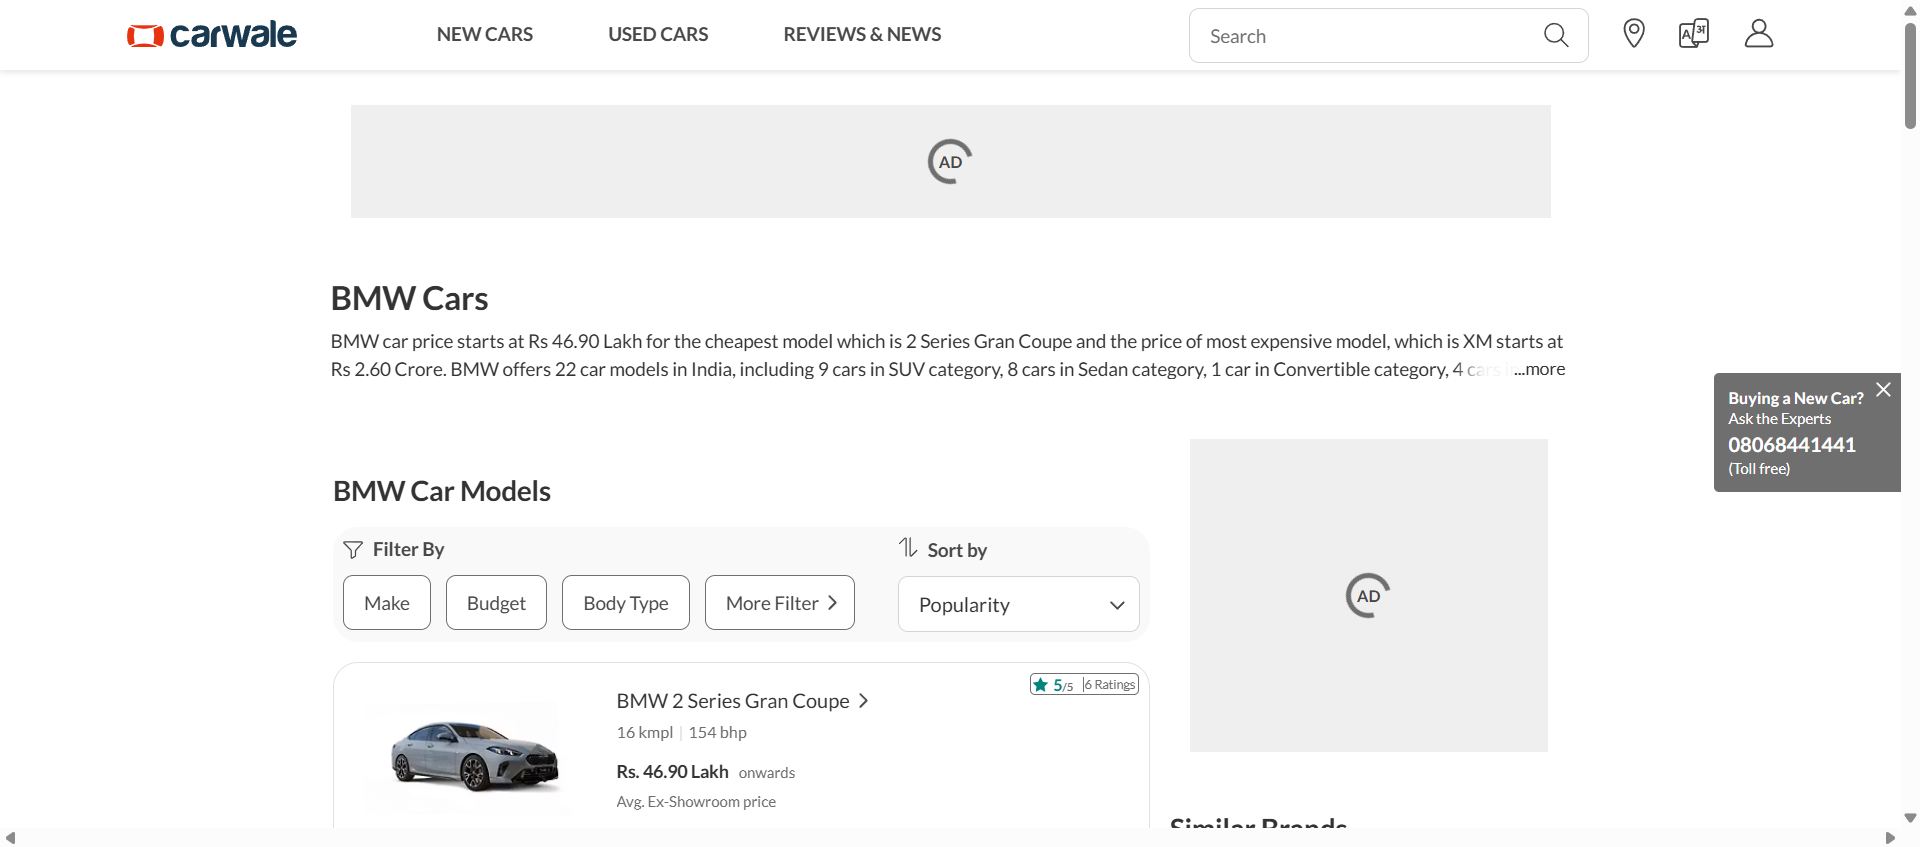 carwale
NEW CARS
USED CARS
REVIEWS & NEWS
Search
AD
BMW Cars
BMW car price starts at Rs 46.90 Lakh for the cheapest model which is 2 Series Gran Coupe and the price of most expensive model, which is XM starts at
Rs 2.60 Crore. BMW offers 22 car models in India, including 9 cars in SUV category, 8 cars in Sedan category, 1 car in Convertible category, 4 cars ...more
Buying a New Car?
Ask the Experts
08068441441
(Toll free)
BMW Car Models
Filter By
Sort by
Make
Budget
Body Type
More Filter
Popularity
AD
5/5 | 6 Ratings
BMW 2 Series Gran Coupe
16 kmpl | 154 bhp
Rs. 46.90 Lakh onwards
Avg. Ex-Showroom price
Similar Brands